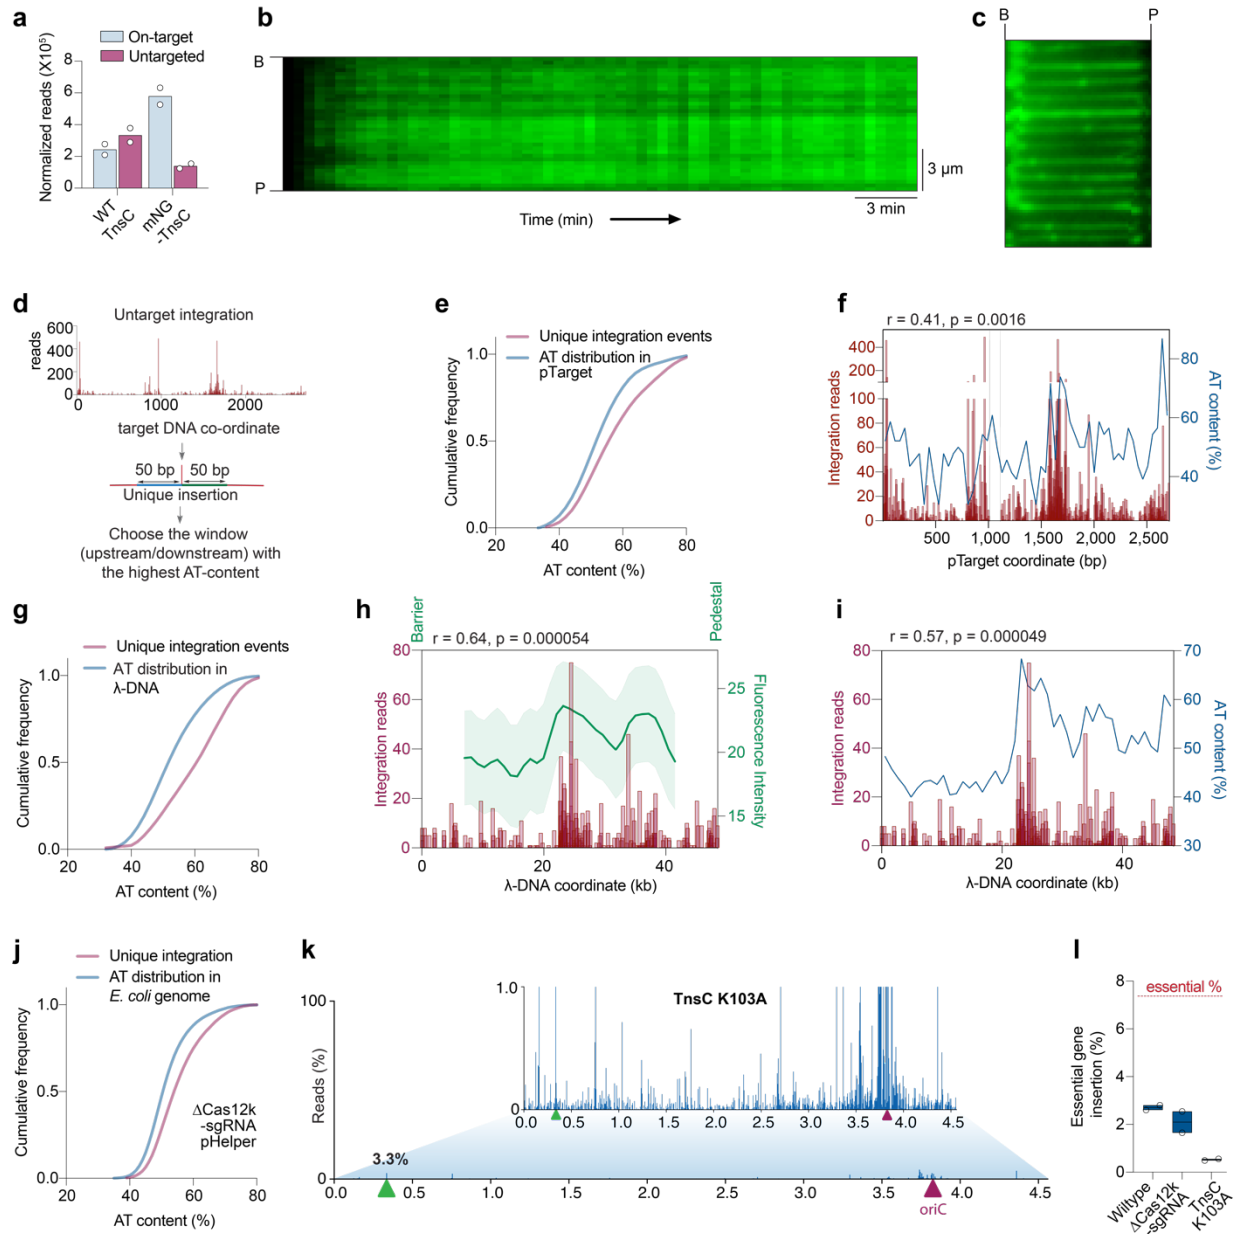 a
On-target
Untargeted
Normalized reads (X10⁵)
8
6
4
2
0
WT TnsC
mNG -TnsC
b
B
P
3 µm
3 min
Time (min)
c
B
P
d
Untarget integration
reads
600
400
200
0
0
1000
2000
target DNA co-ordinate
50 bp
50 bp
Unique insertion
Choose the window
(upstream/downstream) with
the highest AT-content
e
Unique integration events
AT distribution in
pTarget
Cumulative frequency
1.0
0.5
0.0
20
40
60
80
AT content (%)
f
r = 0.41, p = 0.0016
Integration reads
400
200
100
80
60
40
20
0
80
60
40
AT content (%)
500
1,000
1,500
2,000
2,500
pTarget coordinate (bp)
g
Unique integration events
AT distribution in
λ-DNA
Cumulative frequency
1.0
0.5
0.0
20
40
60
80
AT content (%)
h
Barrier
Pedestal
r = 0.64, p = 0.000054
Integration reads
80
60
40
20
0
25
20
15
Fluorescence Intensity
0
20
40
λ-DNA coordinate (kb)
i
r = 0.57, p = 0.000049
Integration reads
80
60
40
20
0
70
60
50
40
30
AT content (%)
0
20
40
λ-DNA coordinate (kb)
j
Unique integration
AT distribution in
E. coli genome
Cumulative frequency
1.0
0.5
0.0
ΔCas12k
-sgRNA
pHelper
20
40
60
80
AT content (%)
k
TnsC K103A
1.0
0
0.0
0.5
1.0
1.5
2.0
2.5
3.0
3.5
4.0
4.5
Reads (%)
100
0
3.3%
0.0
0.5
1.0
1.5
2.0
2.5
3.0
3.5
4.0
4.5
oriC
l
essential %
Essential gene
insertion (%)
8
6
4
2
0
Wiltype
ΔCas12k
-sgRNA
TnsC
K103A